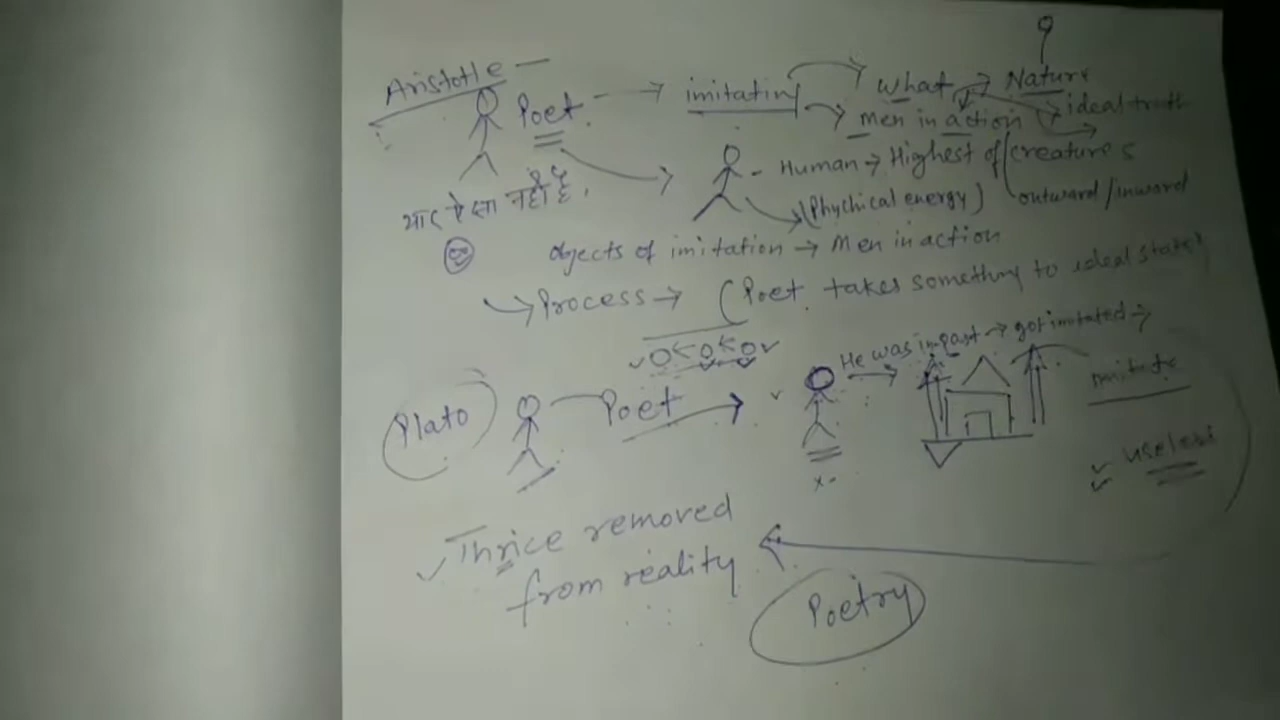 Aristotle —
Poet → imitating → What → Nature
→ Men in action → ideal truth
- Human → Highest of creatures
(Phychical energy) outward/inward
भाई ऐसा नहीं है।
objects of imitation → Men in action
→ Process → (Poet takes something to ideal state)
Plato Poet → He was in past → got imitated →
imitate
useless
Thrice removed
from reality
Poetry